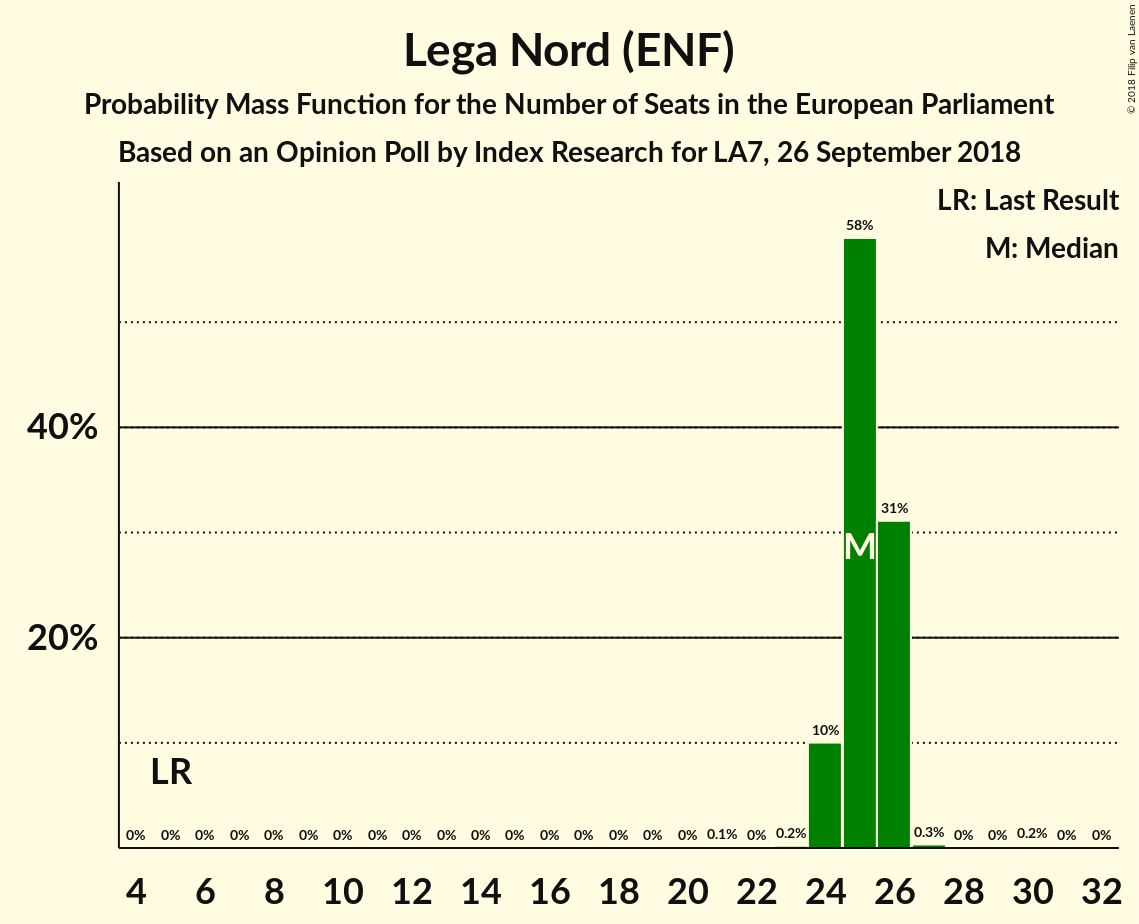 Lega Nord (ENF)
Probability Mass Function for the Number of Seats in the European Parliament
Based on an Opinion Poll by Index Research for LA7, 26 September 2018
© 2018 Filip van Laenen
LR: Last Result
M: Median
58%
40%
31%
M
20%
10%
LR
0% 0% 0% 0% 0% 0% 0% 0% 0% 0% 0% 0% 0% 0% 0% 0% 0% 0.1% 0% 0.2% 0.3% 0% 0% 0.2% 0% 0%
4 6 8 10 12 14 16 18 20 22 24 26 28 30 32